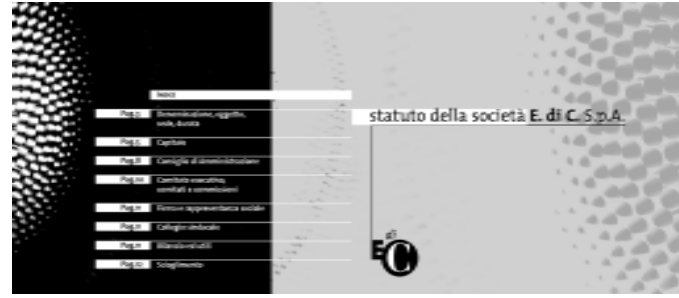 Indice
Pag.3 Denominazione, oggetto,
sede, durata
Pag.5 Capitale
Pag.8 Consiglio di amministrazione
Pag.10 Comitato esecutivo,
comitati e commissioni
Pag.11 Firma e rappresentanza sociale
Pag.11 Collegio sindacale
Pag.11 Bilancio ed utili
Pag.12 Scioglimento
statuto della società E. di C. S.p.A.
E di C